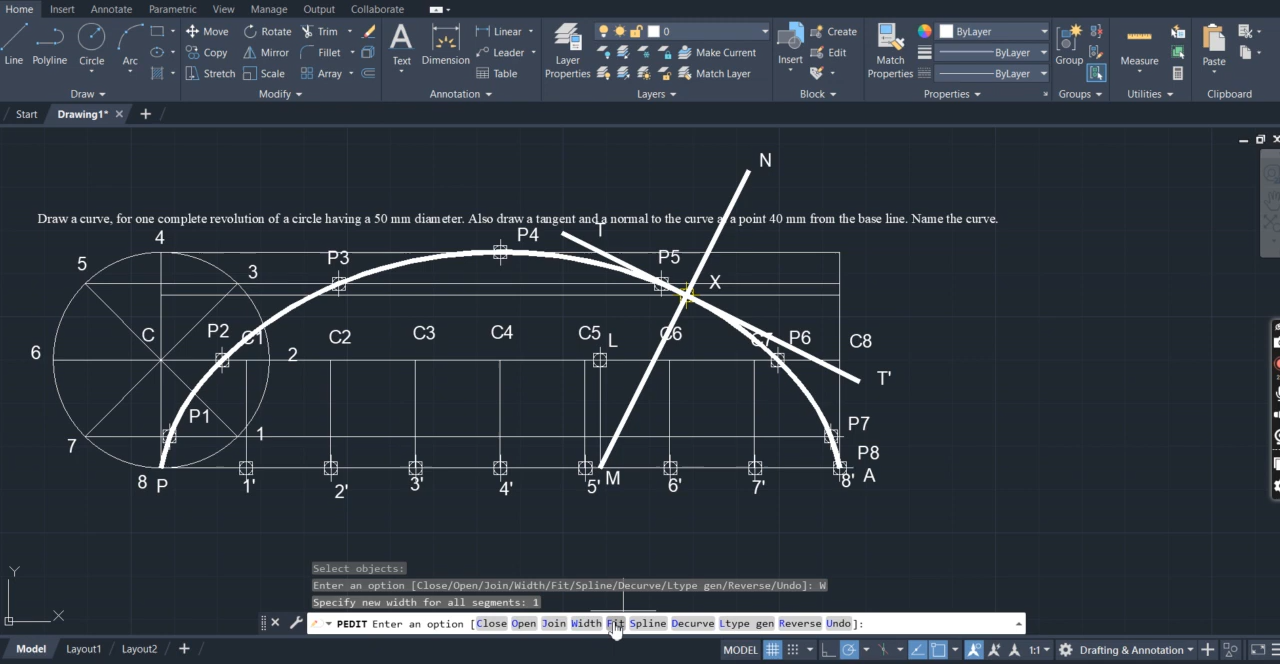 Home Insert Annotate Parametric View Manage Output Collaborate
Line Polyline Circle Arc
Draw
Move Rotate Trim
Copy Mirror Fillet
Stretch Scale Array
Modify
Text Dimension
Linear
Leader
Table
Annotation
Layer Properties
0
Make Current
Match Layer
Layers
Insert
Create
Edit
Block
Match Properties
ByLayer
ByLayer
ByLayer
Properties
Group
Groups
Measure
Utilities
Paste
Clipboard
Start Drawing1*
N
Draw a curve, for one complete revolution of a circle having a 50 mm diameter. Also draw a tangent and a normal to the curve at a point 40 mm from the base line. Name the curve.
4 P4 T
5 3 P3 P5 X
C P2 C1 C2 C3 C4 C5 L C6 C7 P6 C8
6 2
T'
P1
7 1 P7
P8
8 P 1' 2' 3' 4' 5' M 6' 7' 8' A
Y
X
Select objects:
Enter an option [Close/Open/Join/Width/Fit/Spline/Decurve/Ltype gen/Reverse/Undo]: W
Specify new width for all segments: 1
PEDIT Enter an option [Close Open Join Width Fit Spline Decurve Ltype gen Reverse Undo]:
Model Layout1 Layout2
MODEL 1:1 Drafting & Annotation